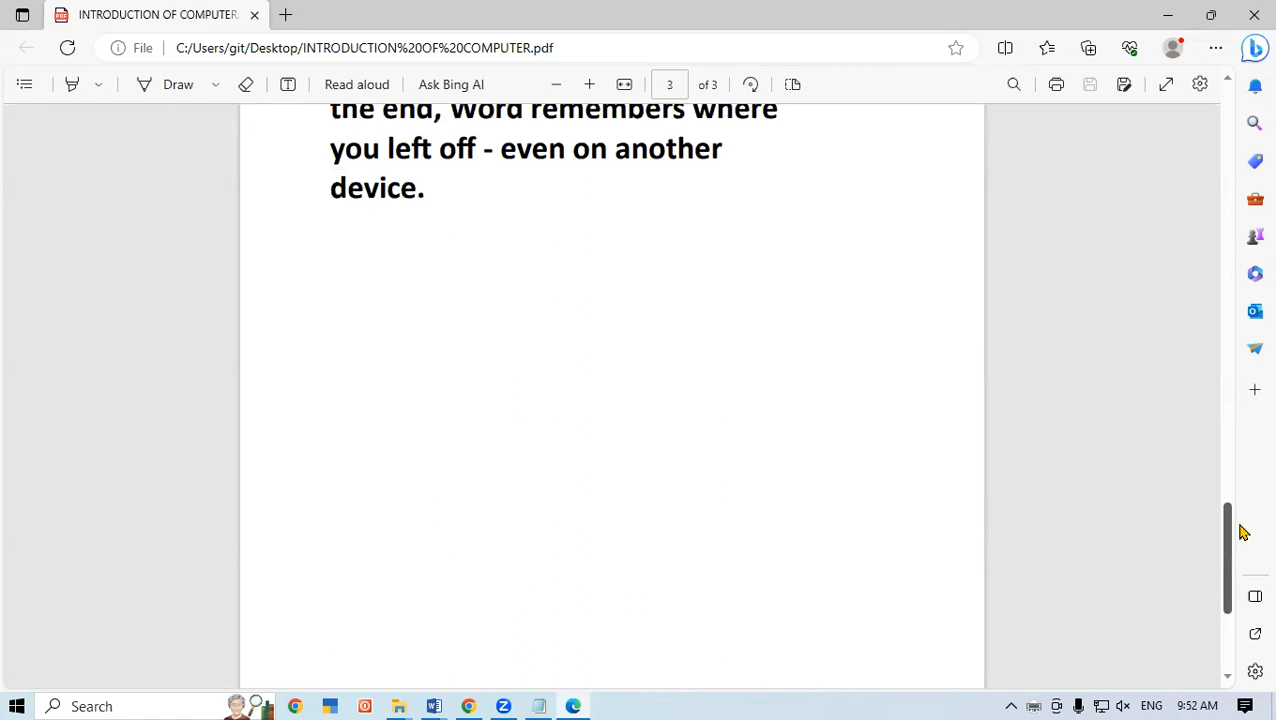 INTRODUCTION OF COMPUTER.
File C:/Users/git/Desktop/INTRODUCTION%20OF%20COMPUTER.pdf
Draw Read aloud Ask Bing AI 3 of 3
the end, Word remembers where
you left off - even on another
device.
Search ENG 9:52 AM